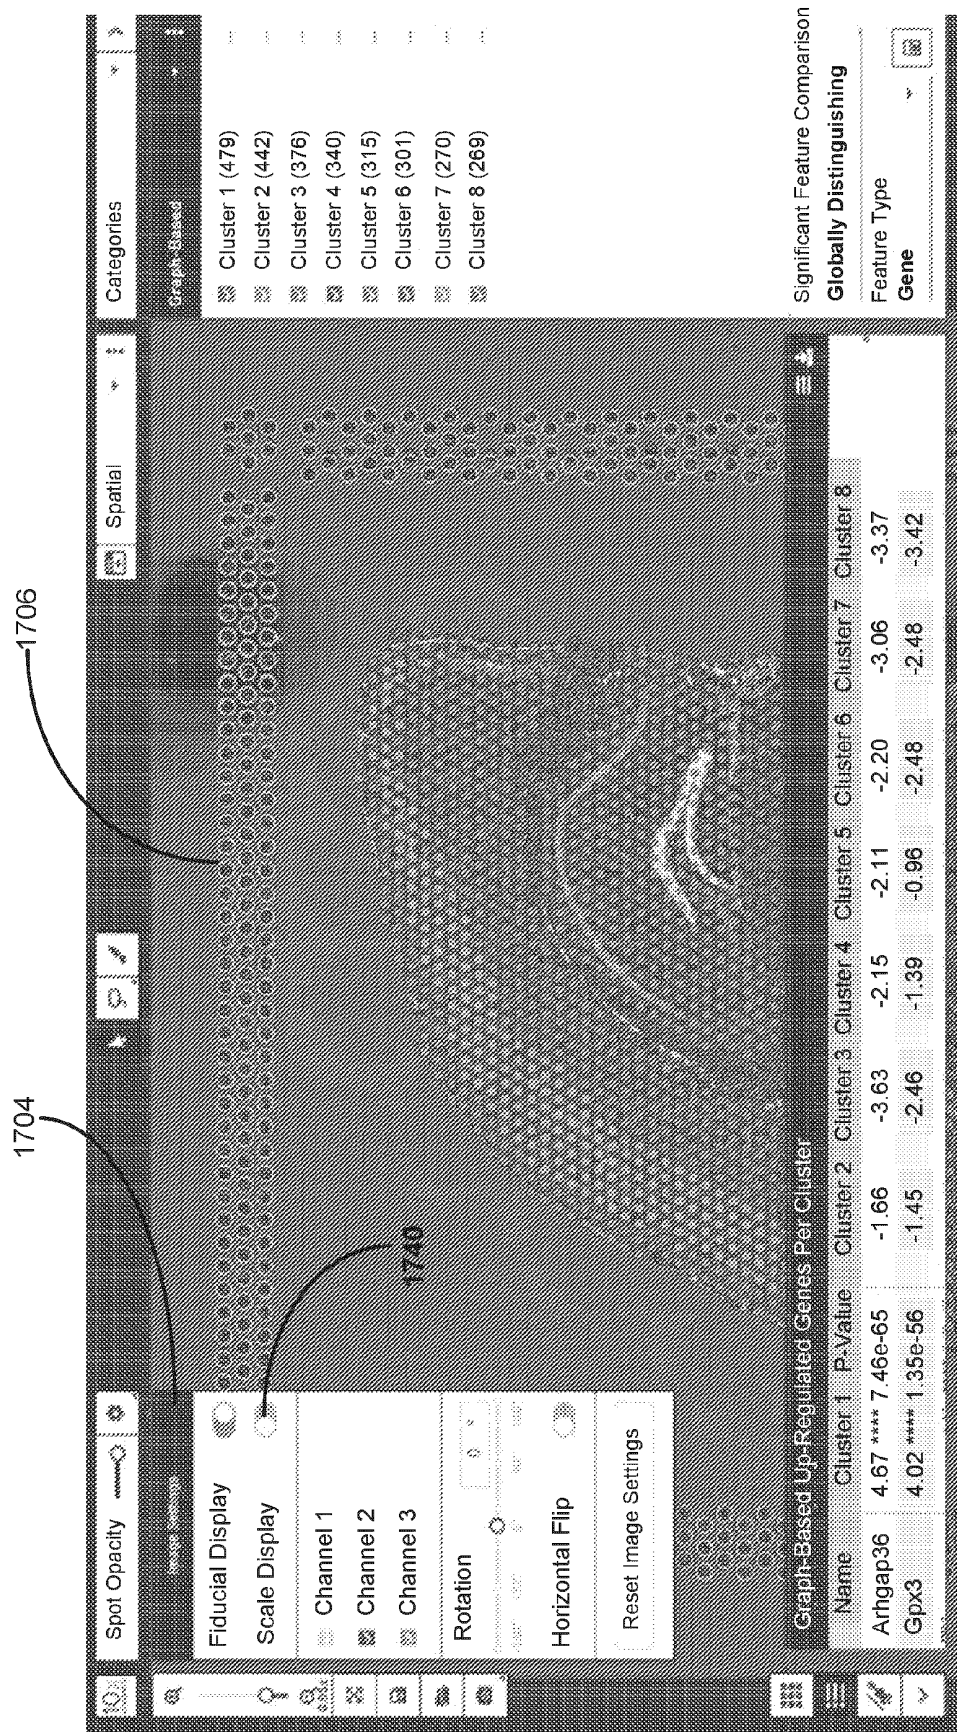 1704
1706
Spot Opacity
Spatial
Categories
Image Settings
Graph-Based
Fiducial Display
Scale Display
Channel 1
Channel 2
Channel 3
Rotation
0 °
Horizontal Flip
Reset Image Settings
1740
Cluster 1 (479)
Cluster 2 (442)
Cluster 3 (376)
Cluster 4 (340)
Cluster 5 (315)
Cluster 6 (301)
Cluster 7 (270)
Cluster 8 (269)
Graph-Based Up-Regulated Genes Per Cluster
Name Cluster 1 P-Value Cluster 2 Cluster 3 Cluster 4 Cluster 5 Cluster 6 Cluster 7 Cluster 8
Arhgap36 4.67 **** 7.46e-65 -1.66 -3.63 -2.15 -2.11 -2.20 -3.06 -3.37
Gpx3 4.02 **** 1.35e-56 -1.45 -2.46 -1.39 -0.96 -2.48 -2.48 -3.42
Significant Feature Comparison
Globally Distinguishing
Feature Type
Gene